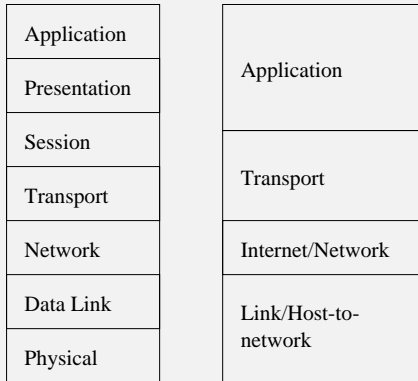 Application
Presentation
Session
Transport
Network
Data Link
Physical
Application
Transport
Internet/Network
Link/Host-to-
network